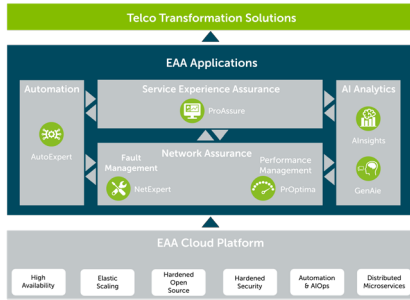 Telco Transformation Solutions
EAA Applications
Automation
AutoExpert
Service Experience Assurance
ProAssure
Network Assurance
Fault
Management
NetExpert
Performance
Management
PrOptima
AI Analytics
AInsights
GenAie
EAA Cloud Platform
High
Availability
Elastic
Scaling
Hardened
Open
Source
Hardened
Security
Automation
& AIOps
Distributed
Microservices